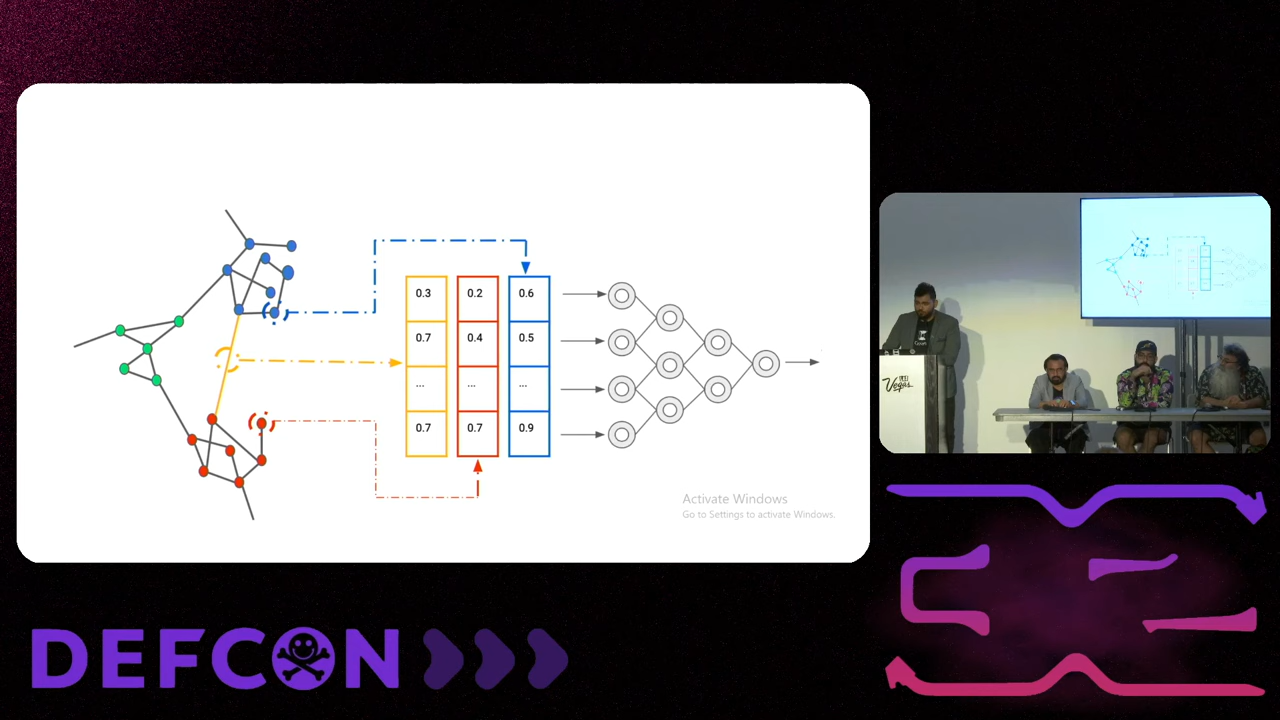 0.3 0.2 0.6
0.7 0.4 0.5
... ... ...
0.7 0.7 0.9
Activate Windows
Go to Settings to activate Windows.
Vegas
DEFCON